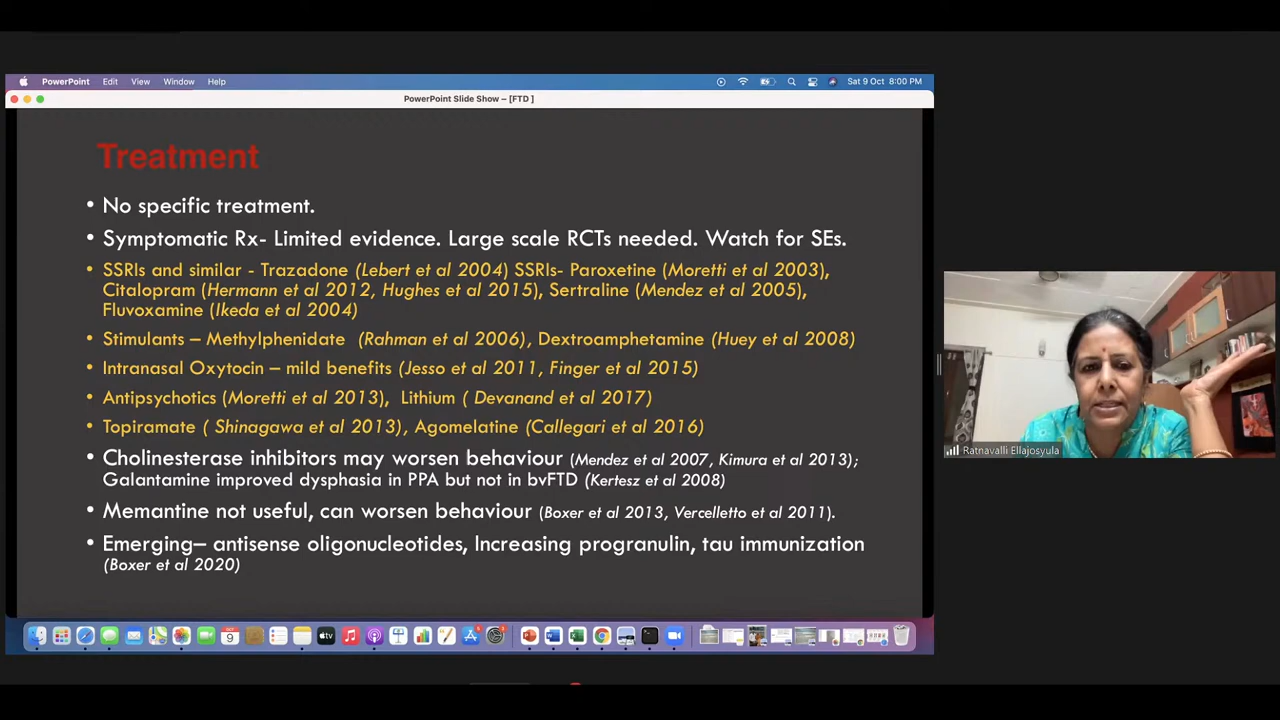 PowerPoint Edit View Window Help Sat 9 Oct 8:00 PM
PowerPoint Slide Show – [FTD ]
Treatment
• No specific treatment.
• Symptomatic Rx- Limited evidence. Large scale RCTs needed. Watch for SEs.
• SSRIs and similar - Trazadone (Lebert et al 2004) SSRIs- Paroxetine (Moretti et al 2003),
Citalopram (Hermann et al 2012, Hughes et al 2015), Sertraline (Mendez et al 2005),
Fluvoxamine (Ikeda et al 2004)
• Stimulants – Methylphenidate (Rahman et al 2006), Dextroamphetamine (Huey et al 2008)
• Intranasal Oxytocin – mild benefits (Jesso et al 2011, Finger et al 2015)
• Antipsychotics (Moretti et al 2013), Lithium ( Devanand et al 2017)
• Topiramate ( Shinagawa et al 2013), Agomelatine (Callegari et al 2016)
• Cholinesterase inhibitors may worsen behaviour (Mendez et al 2007, Kimura et al 2013);
Galantamine improved dysphasia in PPA but not in bvFTD (Kertesz et al 2008)
• Memantine not useful, can worsen behaviour (Boxer et al 2013, Vercelletto et al 2011).
• Emerging– antisense oligonucleotides, Increasing progranulin, tau immunization
(Boxer et al 2020)
Ratnavalli Ellajosyula
OCT
9
tv